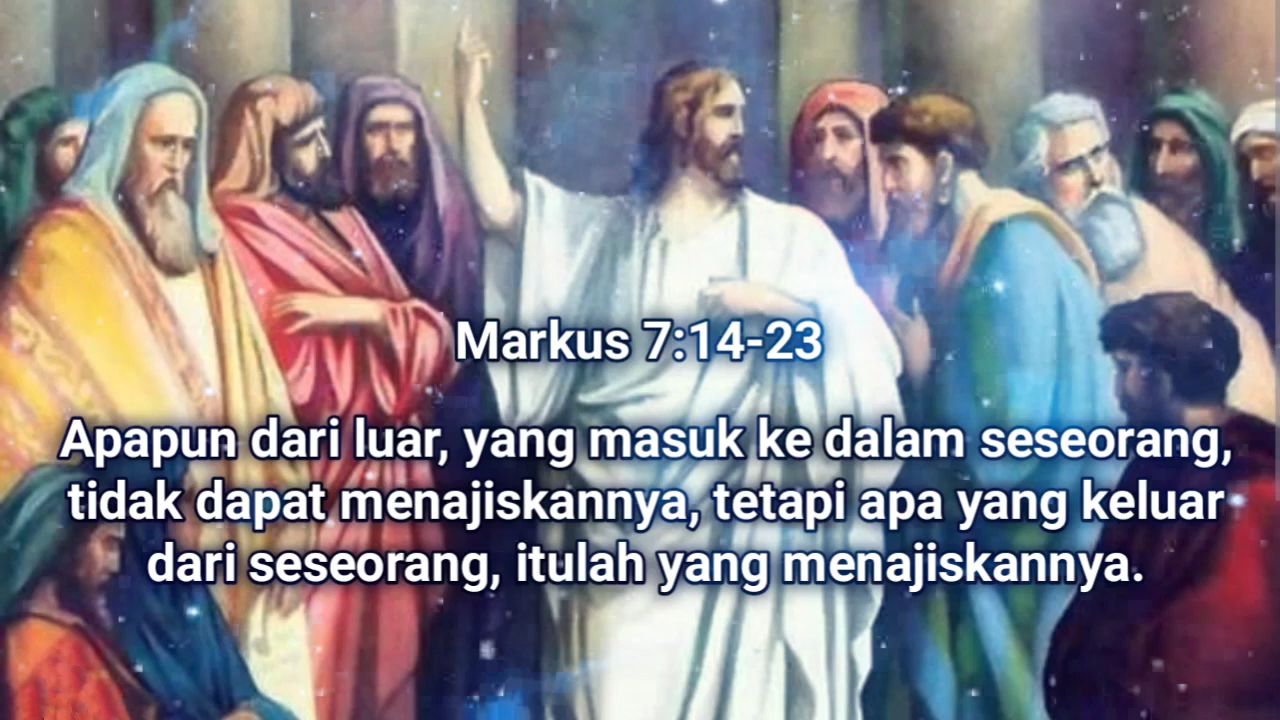 Markus 7:14-23
Apapun dari luar, yang masuk ke dalam seseorang,
tidak dapat menajiskannya, tetapi apa yang keluar
dari seseorang, itulah yang menajiskannya.